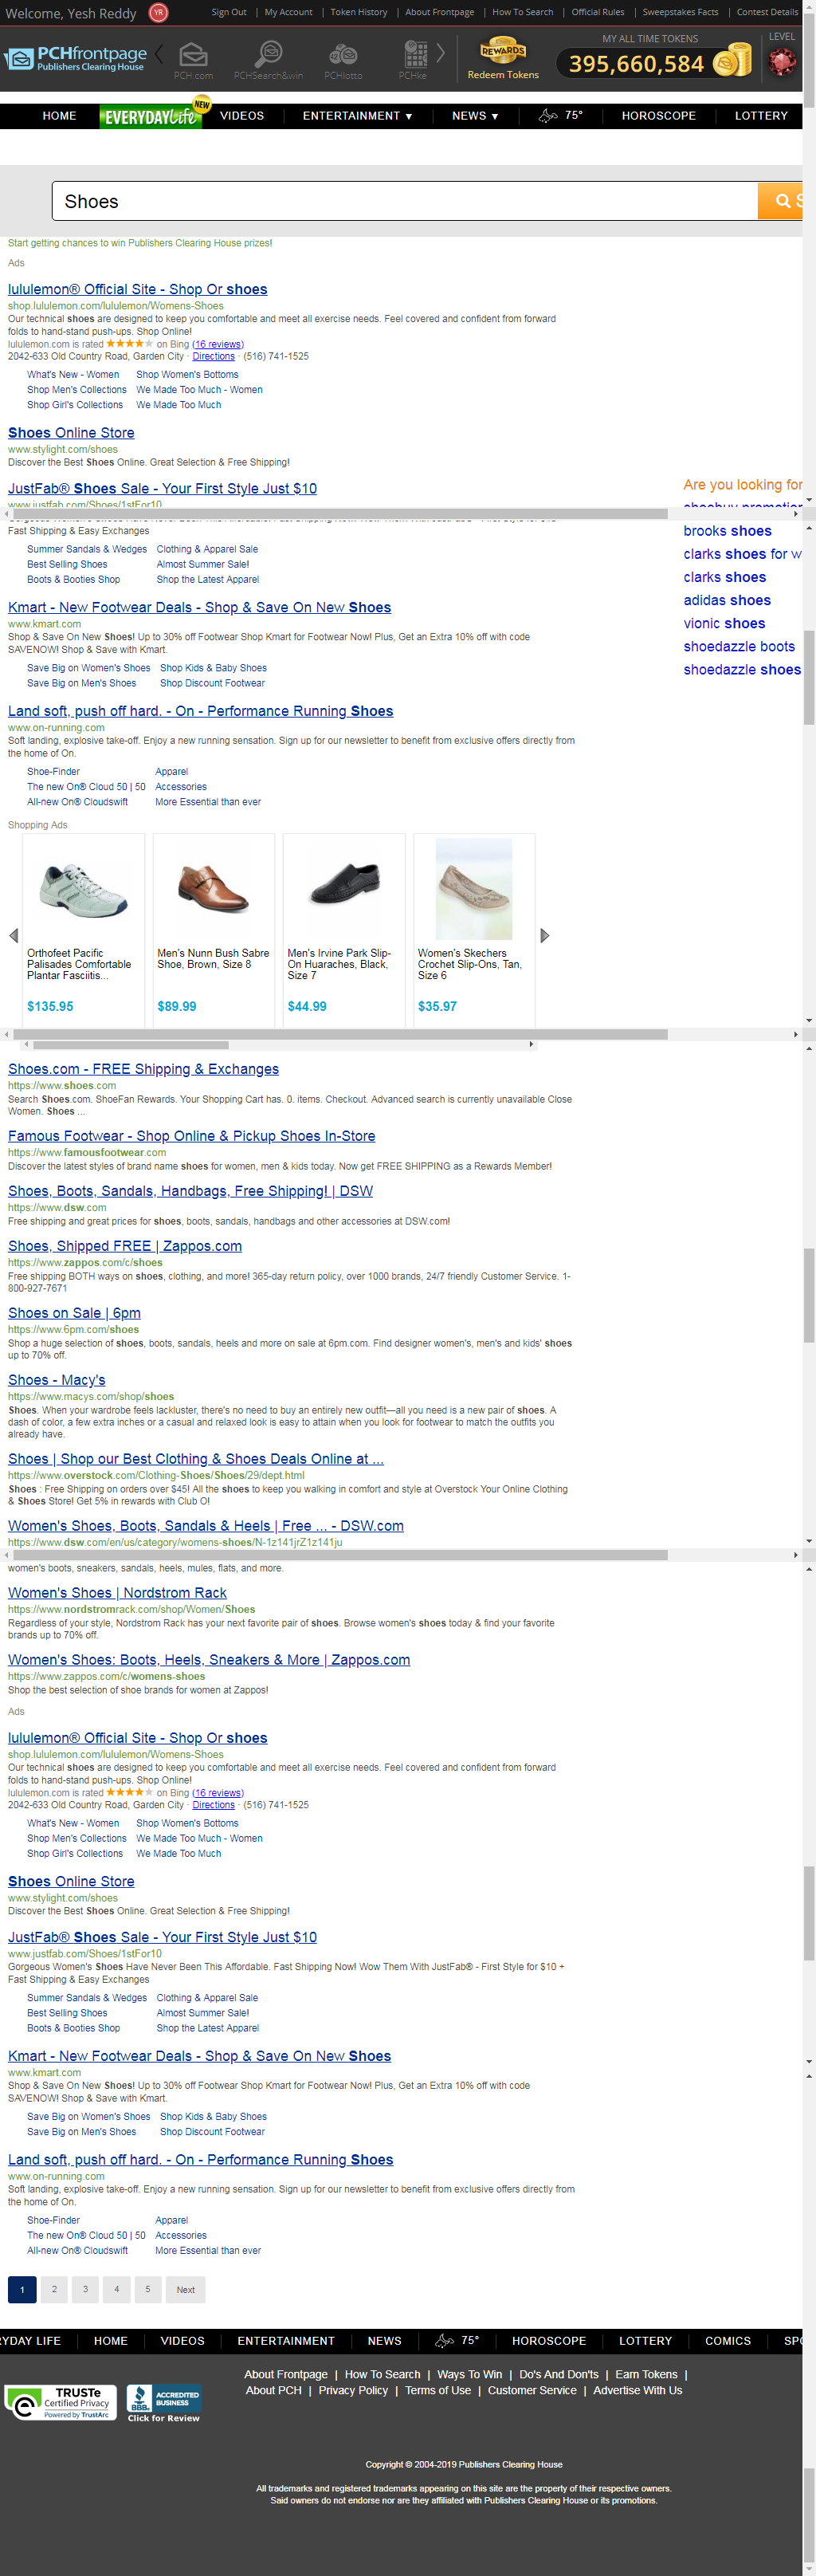 Welcome, Yesh Reddy YR Sign Out | My Account | Token History | About Frontpage | How To Search | Official Rules | Sweepstakes Facts | Contest Details
PCHfrontpage
Publishers Clearing House
PCH.com PCHSearch&win PCHlotto PCHke
REWARDS
Redeem Tokens
MY ALL TIME TOKENS
395,660,584
LEVEL
HOME EVERYDAY Life NEW VIDEOS ENTERTAINMENT ▼ NEWS ▼ 75° HOROSCOPE LOTTERY
Shoes S
Start getting chances to win Publishers Clearing House prizes!
Ads
lululemon® Official Site - Shop Or shoes
shop.lululemon.com/lululemon/Womens-Shoes
Our technical shoes are designed to keep you comfortable and meet all exercise needs. Feel covered and confident from forward
folds to hand-stand push-ups. Shop Online!
lululemon.com is rated ★★★★★ on Bing (16 reviews)
2042-633 Old Country Road, Garden City · Directions · (516) 741-1525
What's New - Women Shop Women's Bottoms
Shop Men's Collections We Made Too Much - Women
Shop Girl's Collections We Made Too Much
Shoes Online Store
www.stylight.com/shoes
Discover the Best Shoes Online. Great Selection & Free Shipping!
JustFab® Shoes Sale - Your First Style Just $10
www.justfab.com/Shoes/1stFor10
Are you looking for
shoebuy promotion
Fast Shipping & Easy Exchanges
Summer Sandals & Wedges Clothing & Apparel Sale
Best Selling Shoes Almost Summer Sale!
Boots & Booties Shop Shop the Latest Apparel
brooks shoes
clarks shoes for w
clarks shoes
adidas shoes
vionic shoes
shoedazzle boots
shoedazzle shoes
Kmart - New Footwear Deals - Shop & Save On New Shoes
www.kmart.com
Shop & Save On New Shoes! Up to 30% off Footwear Shop Kmart for Footwear Now! Plus, Get an Extra 10% off with code
SAVENOW! Shop & Save with Kmart.
Save Big on Women's Shoes Shop Kids & Baby Shoes
Save Big on Men's Shoes Shop Discount Footwear
Land soft, push off hard. - On - Performance Running Shoes
www.on-running.com
Soft landing, explosive take-off. Enjoy a new running sensation. Sign up for our newsletter to benefit from exclusive offers directly from
the home of On.
Shoe-Finder Apparel
The new On® Cloud 50 | 50 Accessories
All-new On® Cloudswift More Essential than ever
Shopping Ads
Orthofeet Pacific
Palisades Comfortable
Plantar Fasciitis...
$135.95
Men's Nunn Bush Sabre
Shoe, Brown, Size 8
$89.99
Men's Irvine Park Slip-
On Huaraches, Black,
Size 7
$44.99
Women's Skechers
Crochet Slip-Ons, Tan,
Size 6
$35.97
Shoes.com - FREE Shipping & Exchanges
https://www.shoes.com
Search Shoes.com. ShoeFan Rewards. Your Shopping Cart has. 0. items. Checkout. Advanced search is currently unavailable Close
Women. Shoes ...
Famous Footwear - Shop Online & Pickup Shoes In-Store
https://www.famousfootwear.com
Discover the latest styles of brand name shoes for women, men & kids today. Now get FREE SHIPPING as a Rewards Member!
Shoes, Boots, Sandals, Handbags, Free Shipping! | DSW
https://www.dsw.com
Free shipping and great prices for shoes, boots, sandals, handbags and other accessories at DSW.com!
Shoes, Shipped FREE | Zappos.com
https://www.zappos.com/c/shoes
Free shipping BOTH ways on shoes, clothing, and more! 365-day return policy, over 1000 brands, 24/7 friendly Customer Service. 1-
800-927-7671
Shoes on Sale | 6pm
https://www.6pm.com/shoes
Shop a huge selection of shoes, boots, sandals, heels and more on sale at 6pm.com. Find designer women's, men's and kids' shoes
up to 70% off.
Shoes - Macy's
https://www.macys.com/shop/shoes
Shoes. When your wardrobe feels lackluster, there's no need to buy an entirely new outfit—all you need is a new pair of shoes. A
dash of color, a few extra inches or a casual and relaxed look is easy to attain when you look for footwear to match the outfits you
already have.
Shoes | Shop our Best Clothing & Shoes Deals Online at ...
https://www.overstock.com/Clothing-Shoes/Shoes/29/dept.html
Shoes : Free Shipping on orders over $45! All the shoes to keep you walking in comfort and style at Overstock Your Online Clothing
& Shoes Store! Get 5% in rewards with Club O!
Women's Shoes, Boots, Sandals & Heels | Free ... - DSW.com
https://www.dsw.com/en/us/category/womens-shoes/N-1z141jrZ1z141ju
women's boots, sneakers, sandals, heels, mules, flats, and more.
Women's Shoes | Nordstrom Rack
https://www.nordstromrack.com/shop/Women/Shoes
Regardless of your style, Nordstrom Rack has your next favorite pair of shoes. Browse women's shoes today & find your favorite
brands up to 70% off.
Women's Shoes: Boots, Heels, Sneakers & More | Zappos.com
https://www.zappos.com/c/womens-shoes
Shop the best selection of shoe brands for women at Zappos!
Ads
lululemon® Official Site - Shop Or shoes
shop.lululemon.com/lululemon/Womens-Shoes
Our technical shoes are designed to keep you comfortable and meet all exercise needs. Feel covered and confident from forward
folds to hand-stand push-ups. Shop Online!
lululemon.com is rated ★★★★★ on Bing (16 reviews)
2042-633 Old Country Road, Garden City · Directions · (516) 741-1525
What's New - Women Shop Women's Bottoms
Shop Men's Collections We Made Too Much - Women
Shop Girl's Collections We Made Too Much
Shoes Online Store
www.stylight.com/shoes
Discover the Best Shoes Online. Great Selection & Free Shipping!
JustFab® Shoes Sale - Your First Style Just $10
www.justfab.com/Shoes/1stFor10
Gorgeous Women's Shoes Have Never Been This Affordable. Fast Shipping Now! Wow Them With JustFab® - First Style for $10 +
Fast Shipping & Easy Exchanges
Summer Sandals & Wedges Clothing & Apparel Sale
Best Selling Shoes Almost Summer Sale!
Boots & Booties Shop Shop the Latest Apparel
Kmart - New Footwear Deals - Shop & Save On New Shoes
www.kmart.com
Shop & Save On New Shoes! Up to 30% off Footwear Shop Kmart for Footwear Now! Plus, Get an Extra 10% off with code
SAVENOW! Shop & Save with Kmart.
Save Big on Women's Shoes Shop Kids & Baby Shoes
Save Big on Men's Shoes Shop Discount Footwear
Land soft, push off hard. - On - Performance Running Shoes
www.on-running.com
Soft landing, explosive take-off. Enjoy a new running sensation. Sign up for our newsletter to benefit from exclusive offers directly from
the home of On.
Shoe-Finder Apparel
The new On® Cloud 50 | 50 Accessories
All-new On® Cloudswift More Essential than ever
1 2 3 4 5 Next
RYDAY LIFE HOME VIDEOS ENTERTAINMENT NEWS 75° HOROSCOPE LOTTERY COMICS SPO
About Frontpage | How To Search | Ways To Win | Do's And Don'ts | Earn Tokens |
About PCH | Privacy Policy | Terms of Use | Customer Service | Advertise With Us
TRUSTe
Certified Privacy
Powered by TrustArc
BBB ACCREDITED BUSINESS
Click for Review
Copyright © 2004-2019 Publishers Clearing House
All trademarks and registered trademarks appearing on this site are the property of their respective owners.
Said owners do not endorse nor are they affiliated with Publishers Clearing House or its promotions.